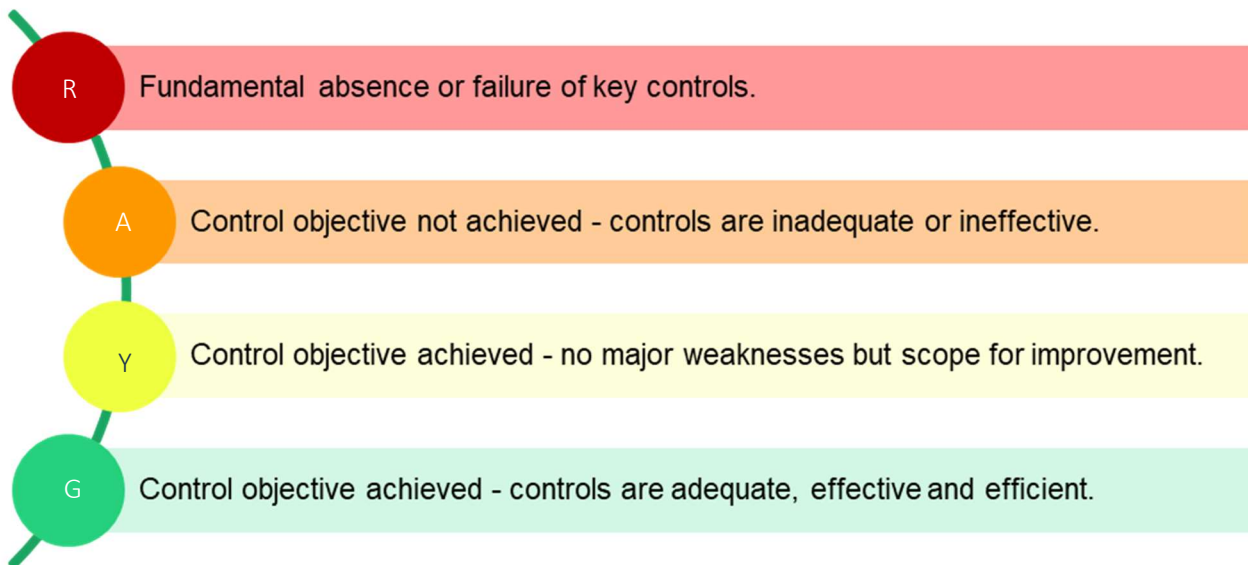 R
Fundamental absence or failure of key controls.
A
Control objective not achieved - controls are inadequate or ineffective.
Y
Control objective achieved - no major weaknesses but scope for improvement.
G
Control objective achieved - controls are adequate, effective and efficient.